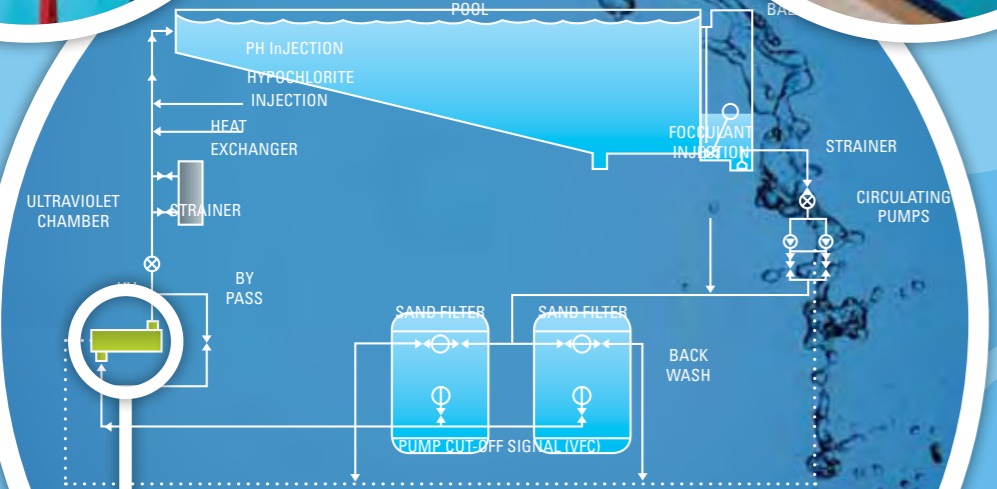 POOL
PH InJECTION
HYPOCHLORITE
INJECTION
HEAT
EXCHANGER
STRAINER
ULTRAVIOLET
CHAMBER
BY
PASS
FOCCULANT
INJECTION
STRAINER
CIRCULATING
PUMPS
SAND FILTER
SAND FILTER
BACK
WASH
PUMP CUT-OFF SIGNAL (VFC)